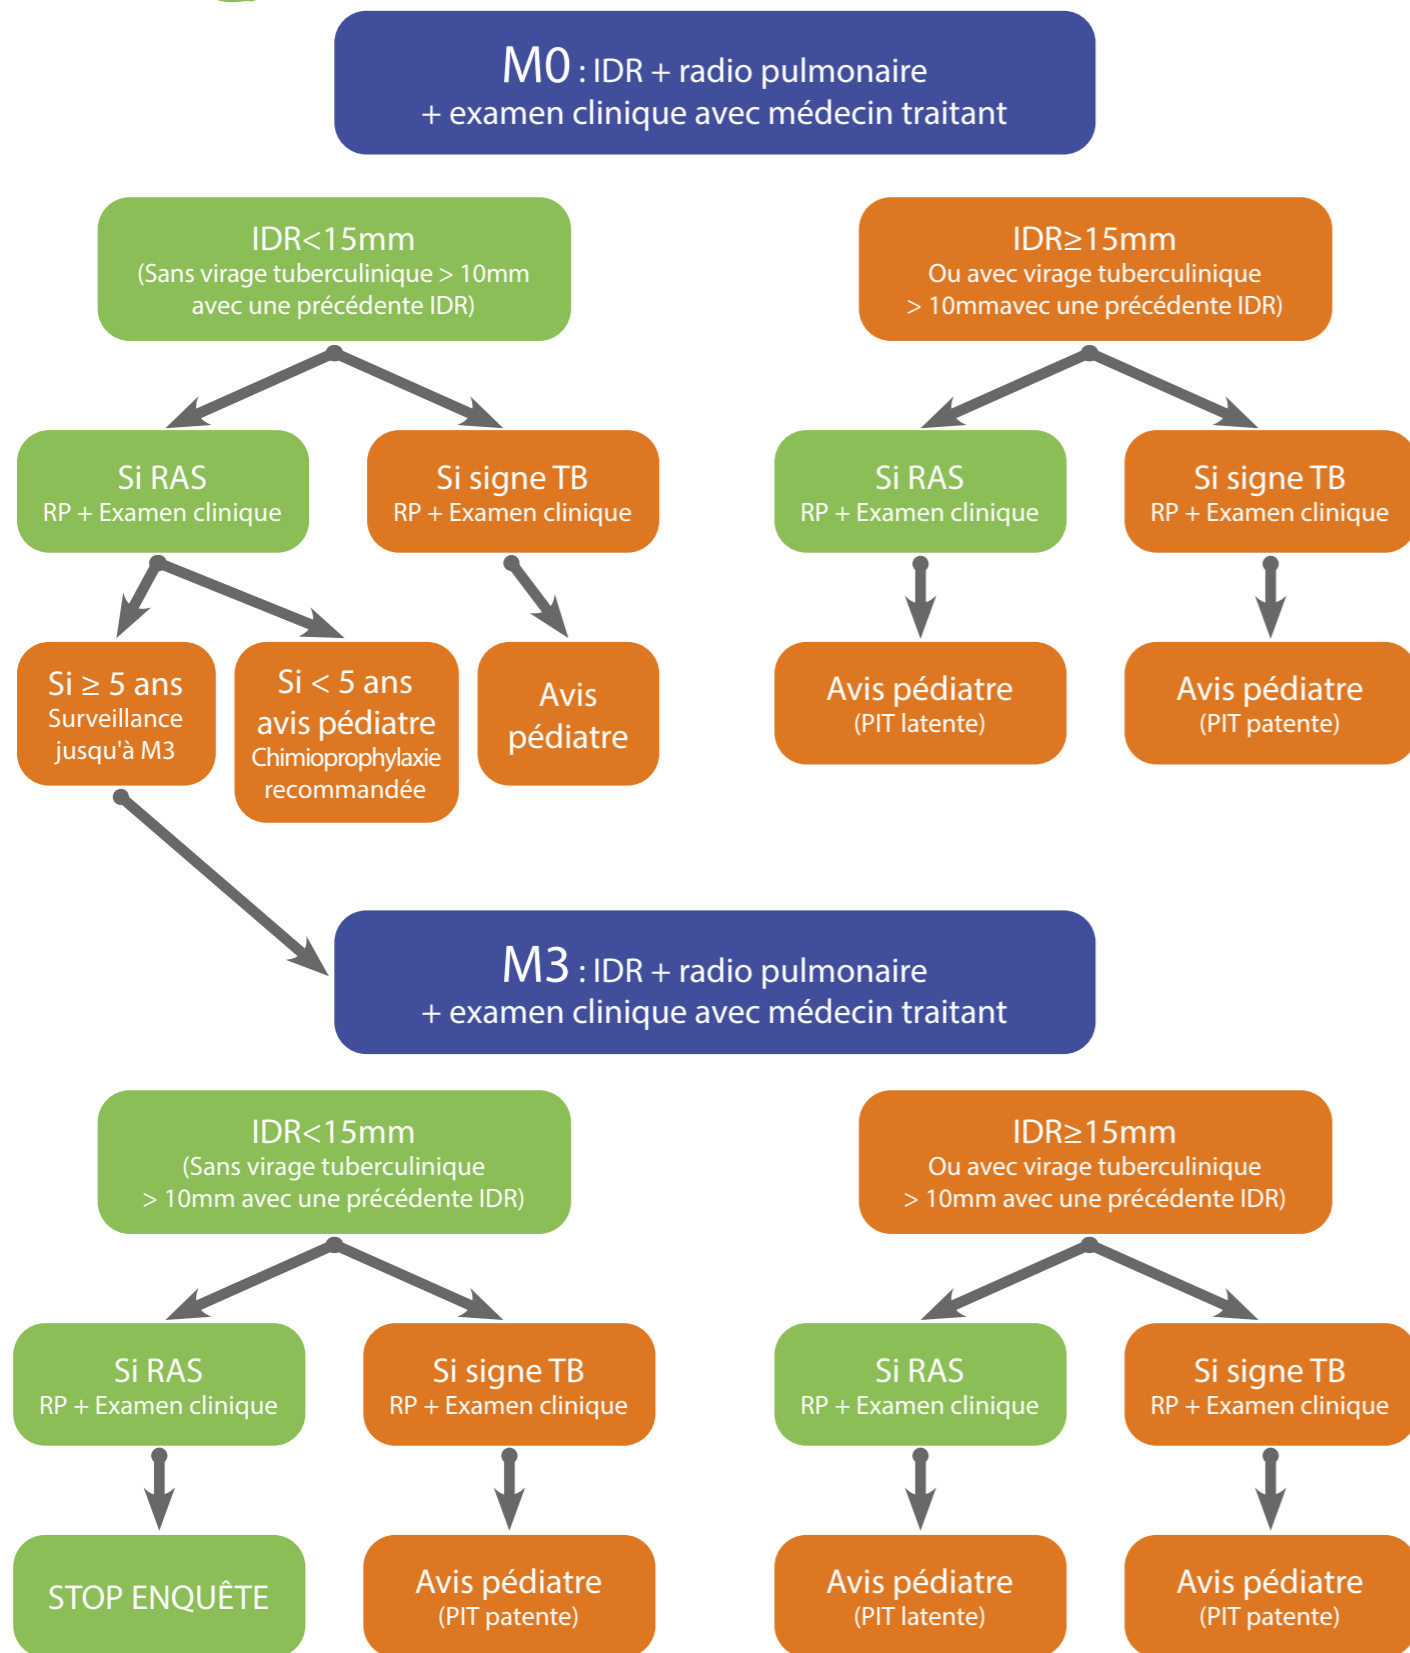 M0 : IDR + radio pulmonaire
+ examen clinique avec médecin traitant
IDR<15mm
(Sans virage tuberculinique > 10mm
avec une précédente IDR)
IDR≥15mm
Ou avec virage tuberculinique
> 10mmavec une précédente IDR)
Si RAS
RP + Examen clinique
Si signe TB
RP + Examen clinique
Si RAS
RP + Examen clinique
Si signe TB
RP + Examen clinique
Si ≥ 5 ans
Surveillance
jusqu'à M3
Si < 5 ans
avis pédiatre
Chimioprophylaxie
recommandée
Avis
pédiatre
Avis pédiatre
(PIT latente)
Avis pédiatre
(PIT patente)
M3 : IDR + radio pulmonaire
+ examen clinique avec médecin traitant
IDR<15mm
(Sans virage tuberculinique
> 10mm avec une précédente IDR)
IDR≥15mm
Ou avec virage tuberculinique
> 10mm avec une précédente IDR)
Si RAS
RP + Examen clinique
Si signe TB
RP + Examen clinique
Si RAS
RP + Examen clinique
Si signe TB
RP + Examen clinique
STOP ENQUÊTE
Avis pédiatre
(PIT patente)
Avis pédiatre
(PIT latente)
Avis pédiatre
(PIT patente)